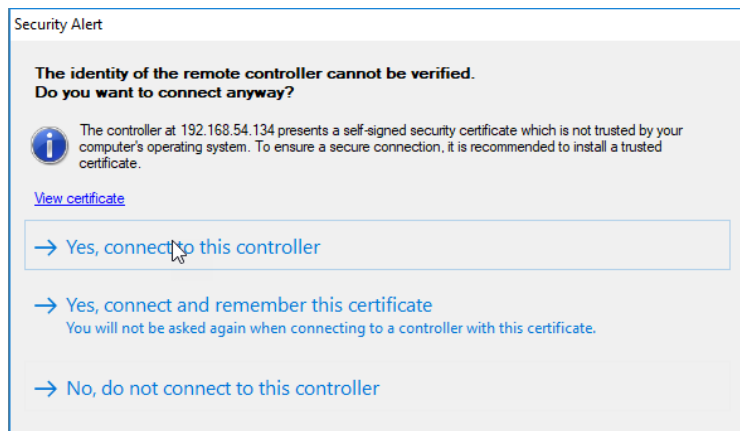 Security Alert
The identity of the remote controller cannot be verified.
Do you want to connect anyway?
The controller at 192.168.54.134 presents a self-signed security certificate which is not trusted by your
computer's operating system. To ensure a secure connection, it is recommended to install a trusted
certificate.
View certificate
Yes, connect to this controller
Yes, connect and remember this certificate
You will not be asked again when connecting to a controller with this certificate.
No, do not connect to this controller